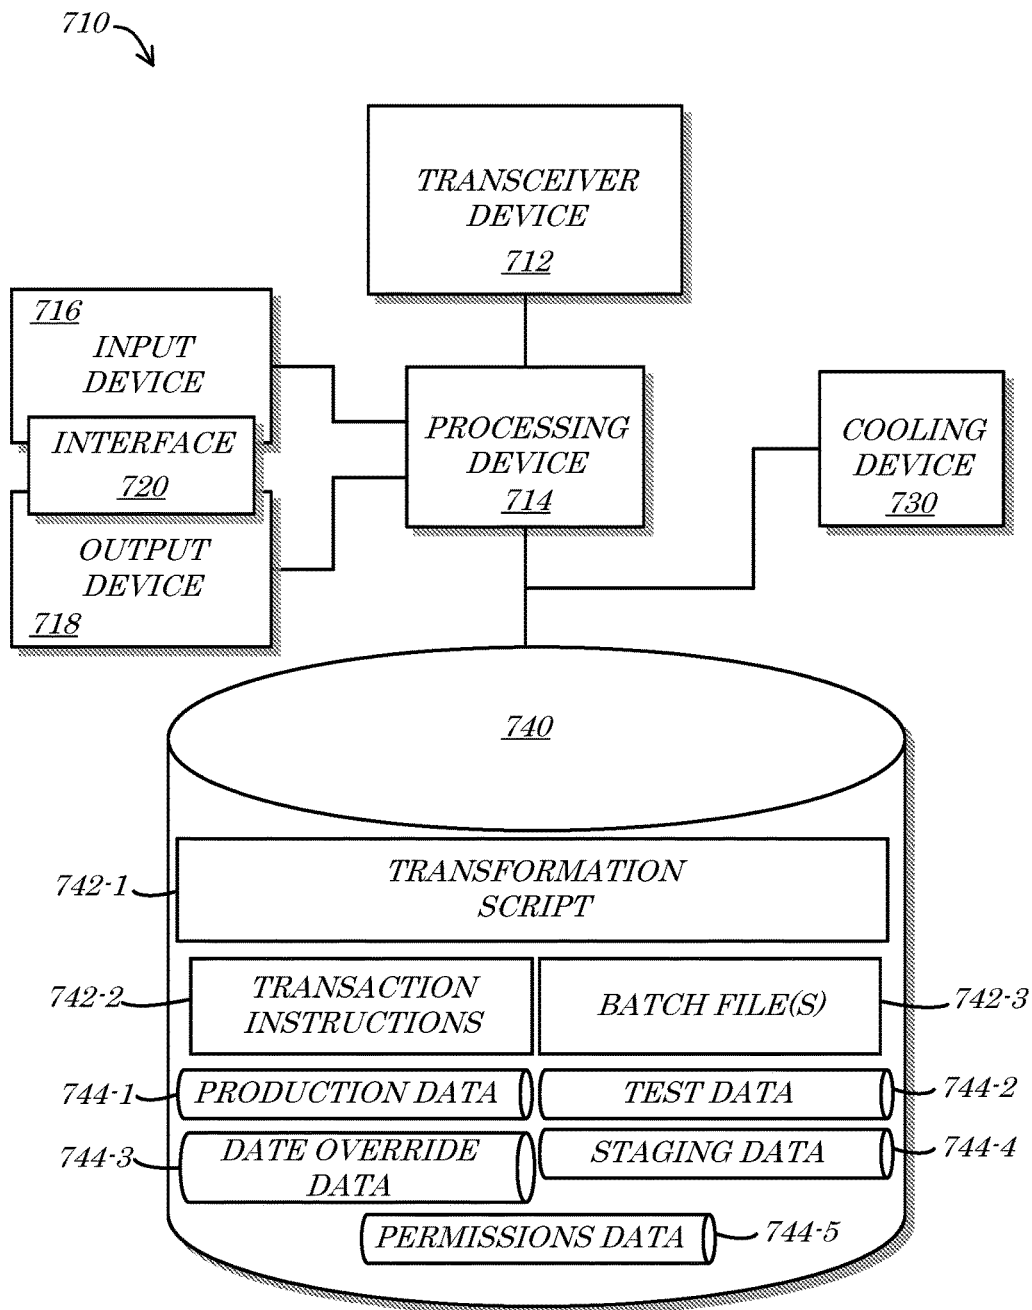 710
TRANSCEIVER
DEVICE
712
716
INPUT
DEVICE
INTERFACE
720
OUTPUT
DEVICE
718
PROCESSING
DEVICE
714
COOLING
DEVICE
730
740
742-1
TRANSFORMATION
SCRIPT
742-2
TRANSACTION
INSTRUCTIONS
BATCH FILE(S)
742-3
744-1
PRODUCTION DATA
TEST DATA
744-2
744-3
DATE OVERRIDE
DATA
STAGING DATA
744-4
PERMISSIONS DATA
744-5